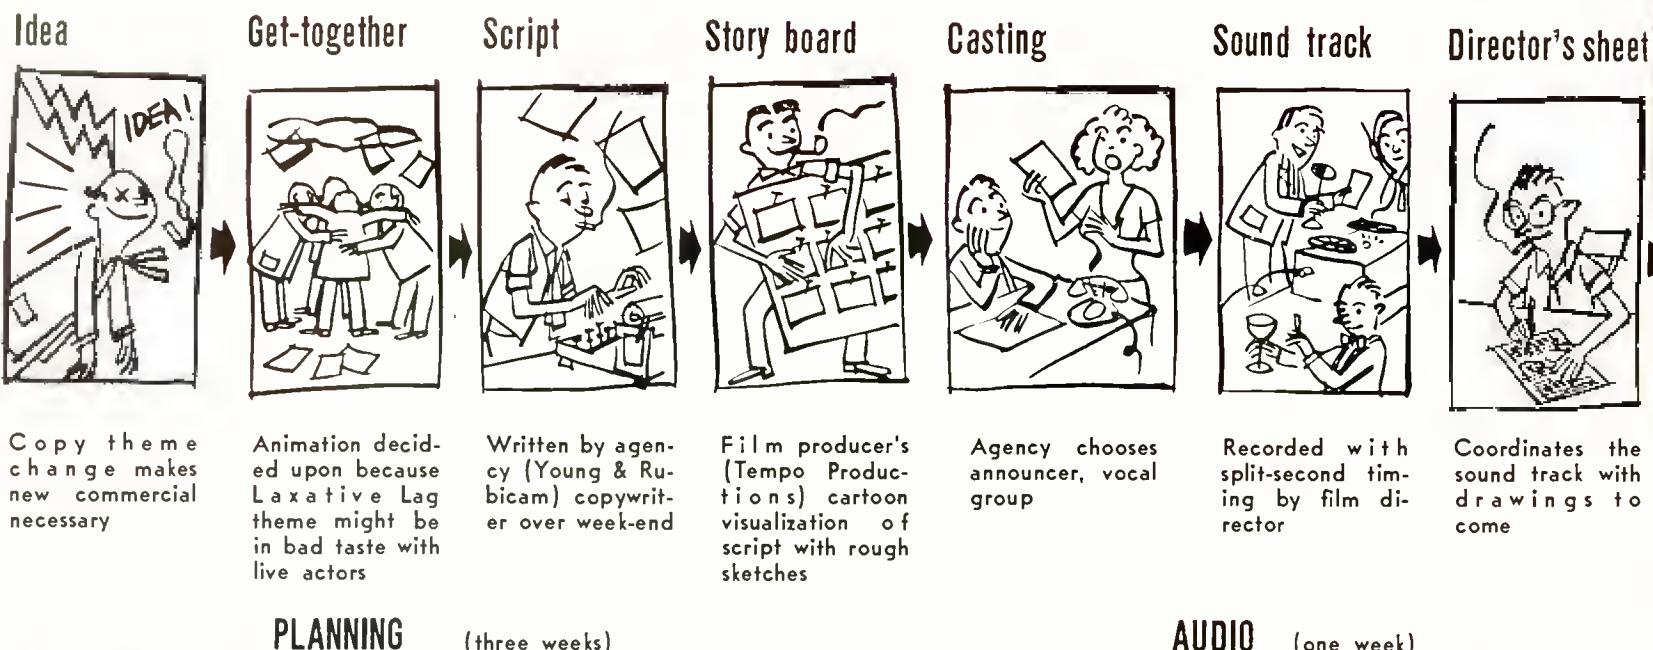 Idea
IDEA!
Copy theme
change makes
new commercial
necessary
Get-together
Animation decid-
ed upon because
Laxative Lag
theme might be
in bad taste with
live actors
Script
Written by agen-
cy (Young & Ru-
bicam) copywrit-
er over week-end
Story board
Film producer's
(Tempo Produc-
tions) cartoon
visualization of
script with rough
sketches
Casting
Agency chooses
announcer, vocal
group
Sound track
Recorded with
split-second tim-
ing by film di-
rector
Director's sheet
Coordinates the
sound track with
drawings to
come
PLANNING (three weeks)
AUDIO (one week)